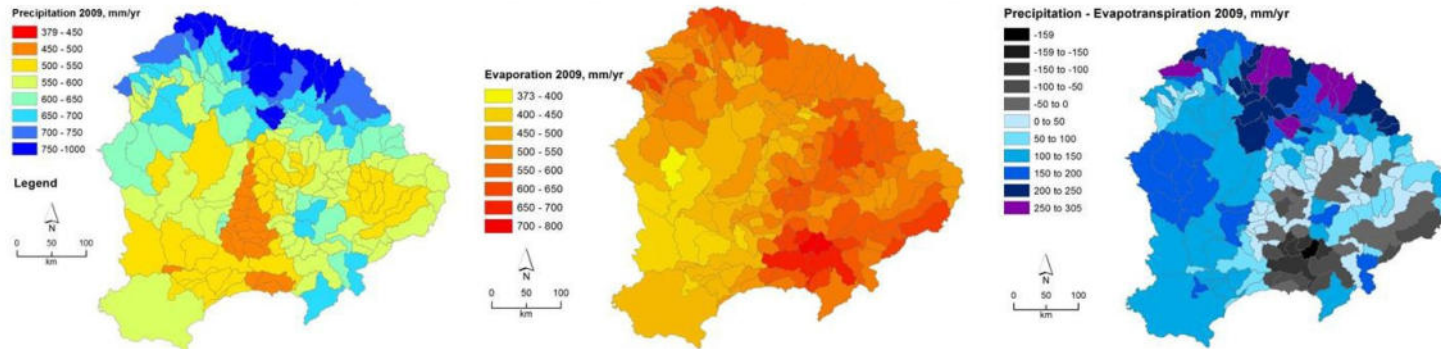 Precipitation 2009, mm/yr
379 - 450
450 - 500
500 - 550
550 - 600
600 - 650
650 - 700
700 - 750
750 -1000
Legend
N
0 50 100
km
Evaporation 2009, mm/yr
373 - 400
400 - 450
450 - 500
500 - 550
550 - 600
600 - 650
650 - 700
700 - 800
N
0 50 100
km
Precipitation - Evapotranspiration 2009, mm/yr
-159
-159 to -150
-150 to -100
-100 to -50
-50 to 0
0 to 50
50 to 100
100 to 150
150 to 200
200 to 250
250 to 305
N
0 50 100
km